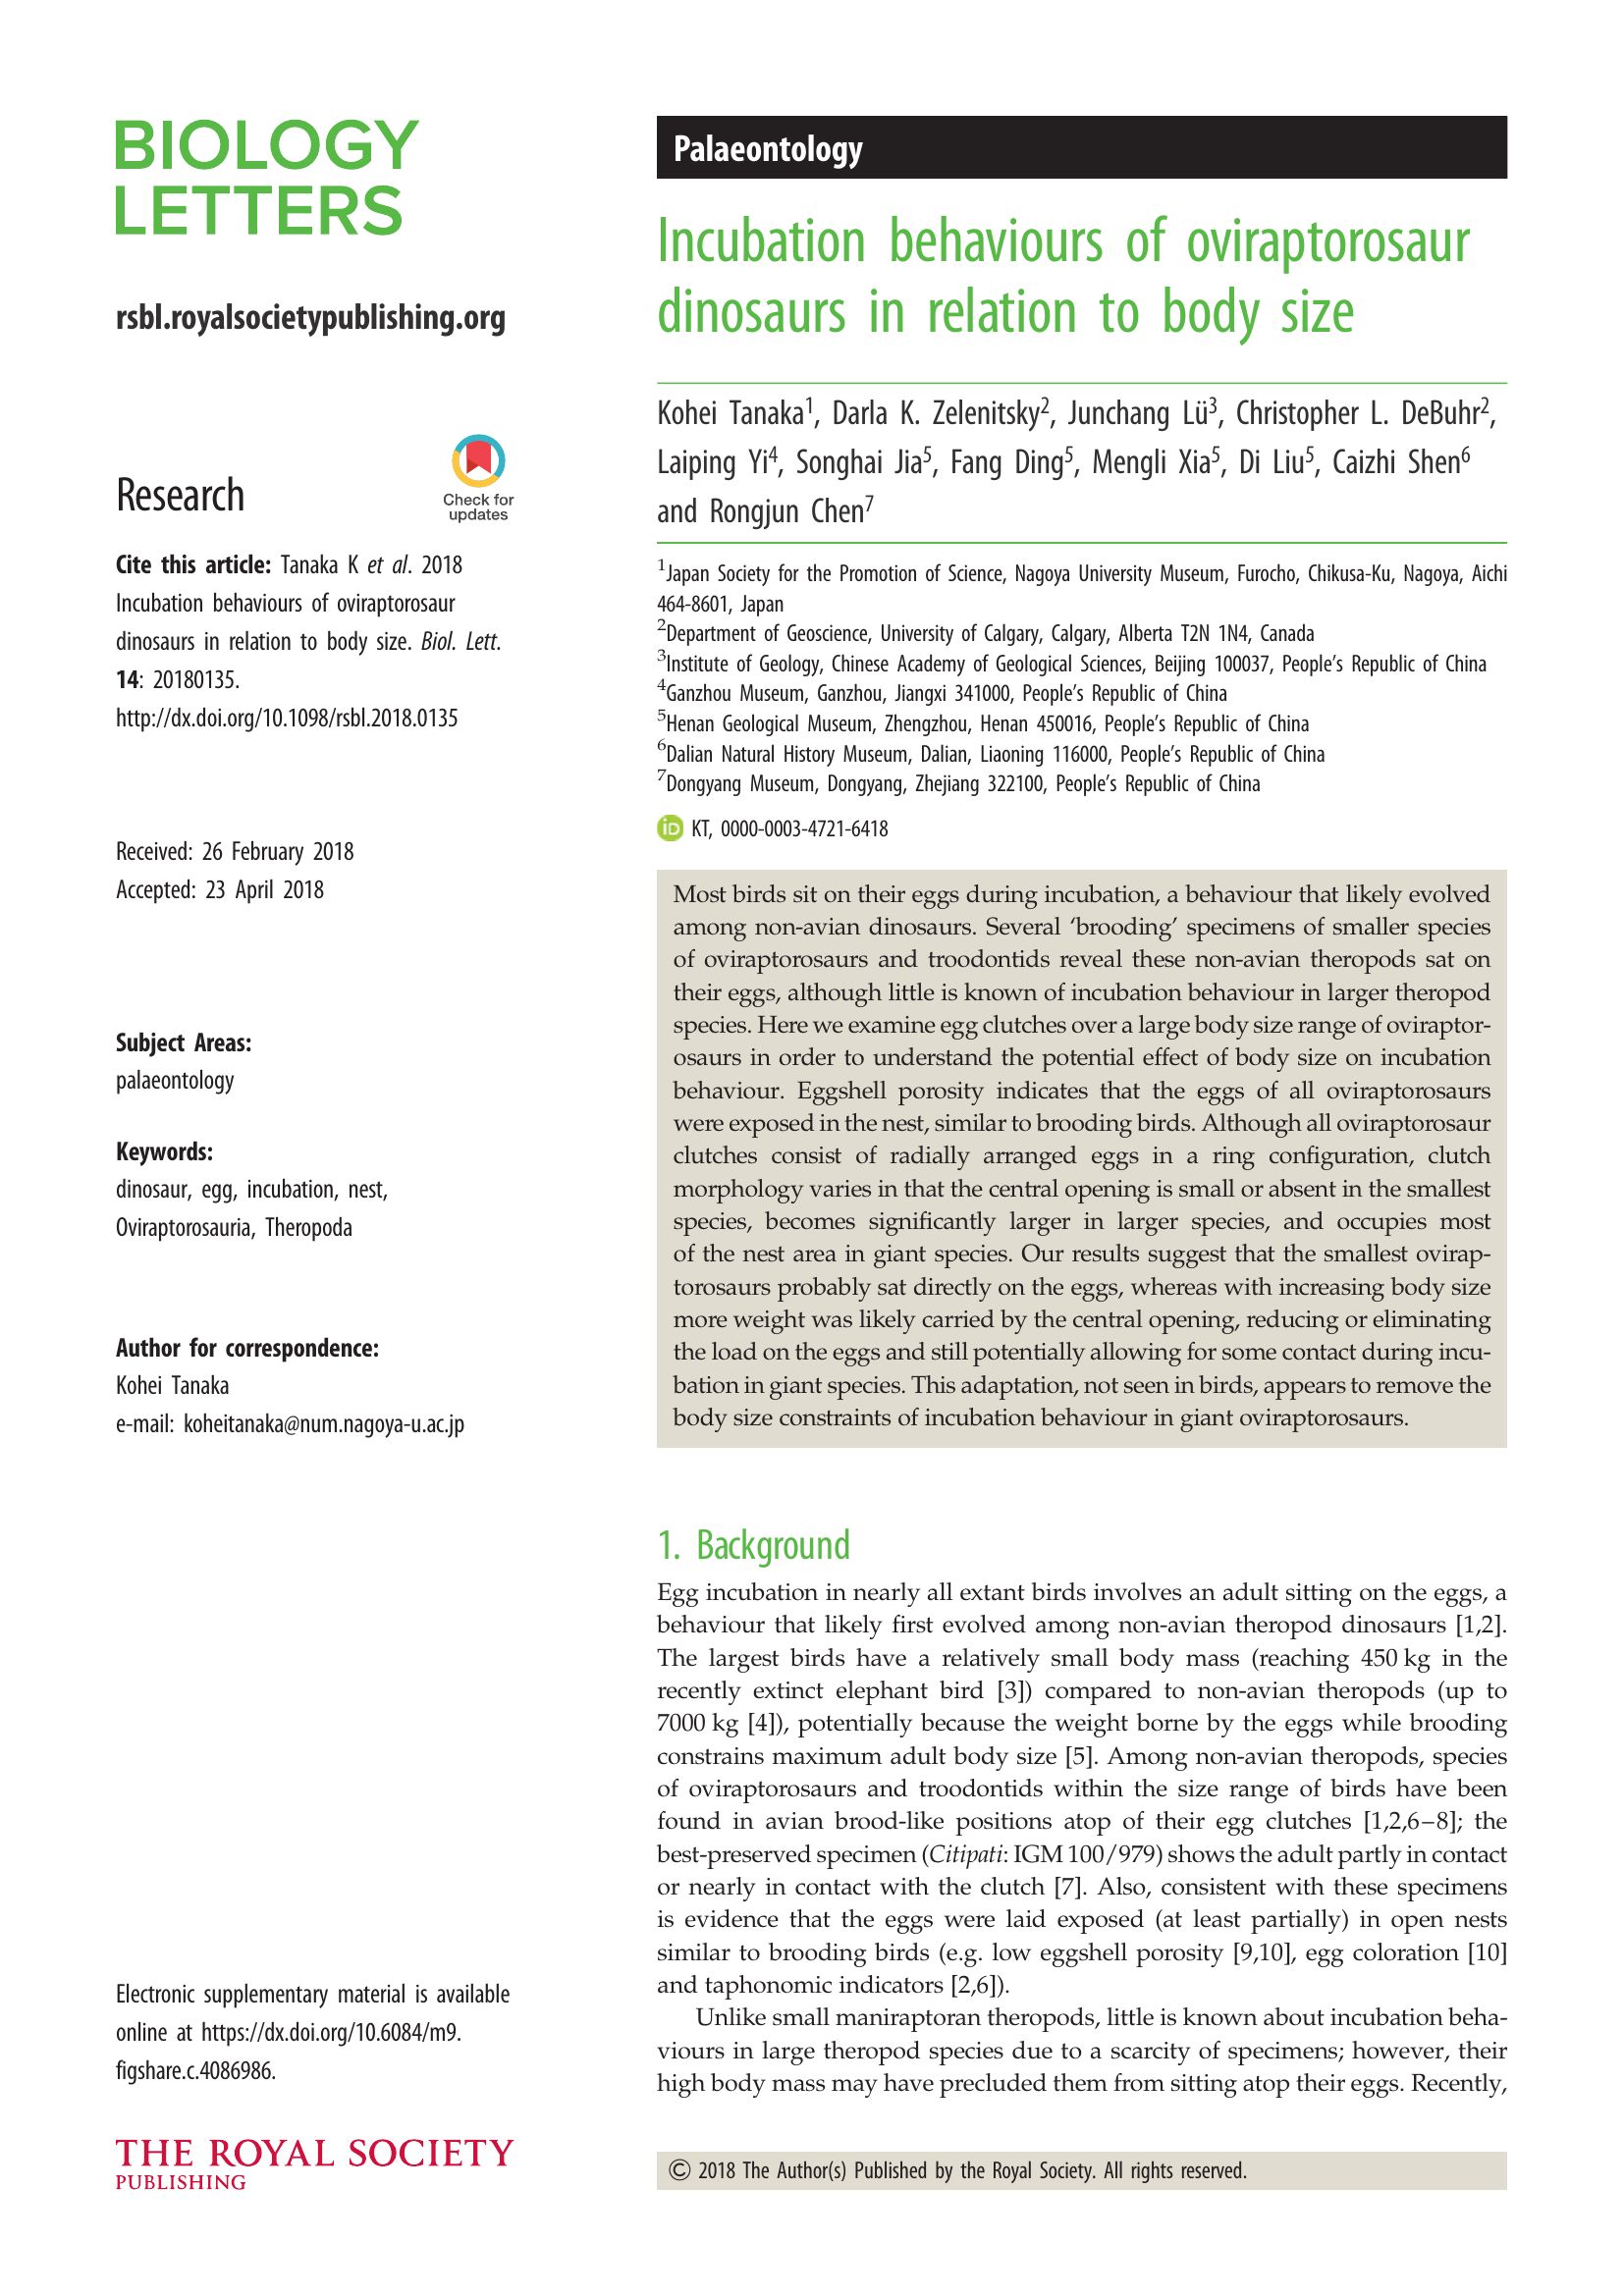 BIOLOGY
LETTERS
rsbl.royalsocietypublishing.org
Research
Check for
updates
Cite this article: Tanaka K et al. 2018
Incubation behaviours of oviraptorosaur
dinosaurs in relation to body size. Biol. Lett.
14: 20180135.
http://dx.doi.org/10.1098/rsbl.2018.0135
Received: 26 February 2018
Accepted: 23 April 2018
Subject Areas:
palaeontology
Keywords:
dinosaur, egg, incubation, nest,
Oviraptorosauria, Theropoda
Author for correspondence:
Kohei Tanaka
e-mail: koheitanaka@num.nagoya-u.ac.jp
Electronic supplementary material is available
online at https://dx.doi.org/10.6084/m9.
figshare.c.4086986.
THE ROYAL SOCIETY
PUBLISHING
Palaeontology
Incubation behaviours of oviraptorosaur
dinosaurs in relation to body size
Kohei Tanaka1, Darla K. Zelenitsky2, Junchang Lü3, Christopher L. DeBuhr2,
Laiping Yi4, Songhai Jia5, Fang Ding5, Mengli Xia5, Di Liu5, Caizhi Shen6
and Rongjun Chen7
1Japan Society for the Promotion of Science, Nagoya University Museum, Furocho, Chikusa-Ku, Nagoya, Aichi
464-8601, Japan
2Department of Geoscience, University of Calgary, Calgary, Alberta T2N 1N4, Canada
3Institute of Geology, Chinese Academy of Geological Sciences, Beijing 100037, People's Republic of China
4Ganzhou Museum, Ganzhou, Jiangxi 341000, People's Republic of China
5Henan Geological Museum, Zhengzhou, Henan 450016, People's Republic of China
6Dalian Natural History Museum, Dalian, Liaoning 116000, People's Republic of China
7Dongyang Museum, Dongyang, Zhejiang 322100, People's Republic of China
iD KT, 0000-0003-4721-6418
Most birds sit on their eggs during incubation, a behaviour that likely evolved
among non-avian dinosaurs. Several ‘brooding’ specimens of smaller species
of oviraptorosaurs and troodontids reveal these non-avian theropods sat on
their eggs, although little is known of incubation behaviour in larger theropod
species. Here we examine egg clutches over a large body size range of oviraptor-
osaurs in order to understand the potential effect of body size on incubation
behaviour. Eggshell porosity indicates that the eggs of all oviraptorosaurs
were exposed in the nest, similar to brooding birds. Although all oviraptorosaur
clutches consist of radially arranged eggs in a ring configuration, clutch
morphology varies in that the central opening is small or absent in the smallest
species, becomes significantly larger in larger species, and occupies most
of the nest area in giant species. Our results suggest that the smallest ovirap-
torosaurs probably sat directly on the eggs, whereas with increasing body size
more weight was likely carried by the central opening, reducing or eliminating
the load on the eggs and still potentially allowing for some contact during incu-
bation in giant species. This adaptation, not seen in birds, appears to remove the
body size constraints of incubation behaviour in giant oviraptorosaurs.
1. Background
Egg incubation in nearly all extant birds involves an adult sitting on the eggs, a
behaviour that likely first evolved among non-avian theropod dinosaurs [1,2].
The largest birds have a relatively small body mass (reaching 450 kg in the
recently extinct elephant bird [3]) compared to non-avian theropods (up to
7000 kg [4]), potentially because the weight borne by the eggs while brooding
constrains maximum adult body size [5]. Among non-avian theropods, species
of oviraptorosaurs and troodontids within the size range of birds have been
found in avian brood-like positions atop of their egg clutches [1,2,6–8]; the
best-preserved specimen (Citipati: IGM 100/979) shows the adult partly in contact
or nearly in contact with the clutch [7]. Also, consistent with these specimens
is evidence that the eggs were laid exposed (at least partially) in open nests
similar to brooding birds (e.g. low eggshell porosity [9,10], egg coloration [10]
and taphonomic indicators [2,6]).
Unlike small maniraptoran theropods, little is known about incubation beha-
viours in large theropod species due to a scarcity of specimens; however, their
high body mass may have precluded them from sitting atop their eggs. Recently,
© 2018 The Author(s) Published by the Royal Society. All rights reserved.